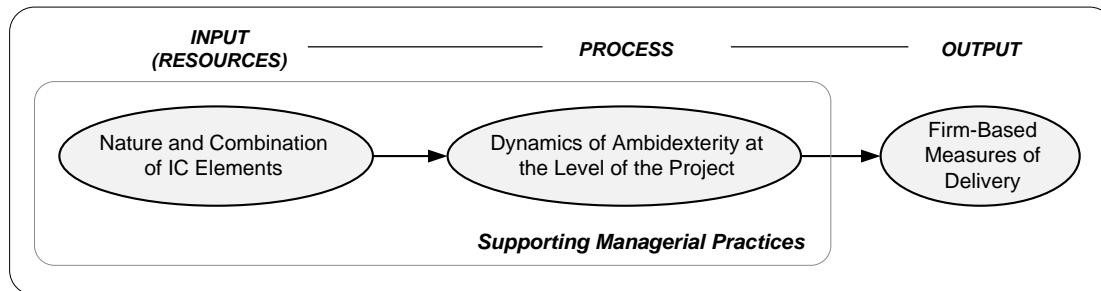 INPUT
(RESOURCES)
PROCESS
OUTPUT
Nature and Combination
of IC Elements
Dynamics of Ambidexterity at
the Level of the Project
Firm-Based
Measures of
Delivery
Supporting Managerial Practices